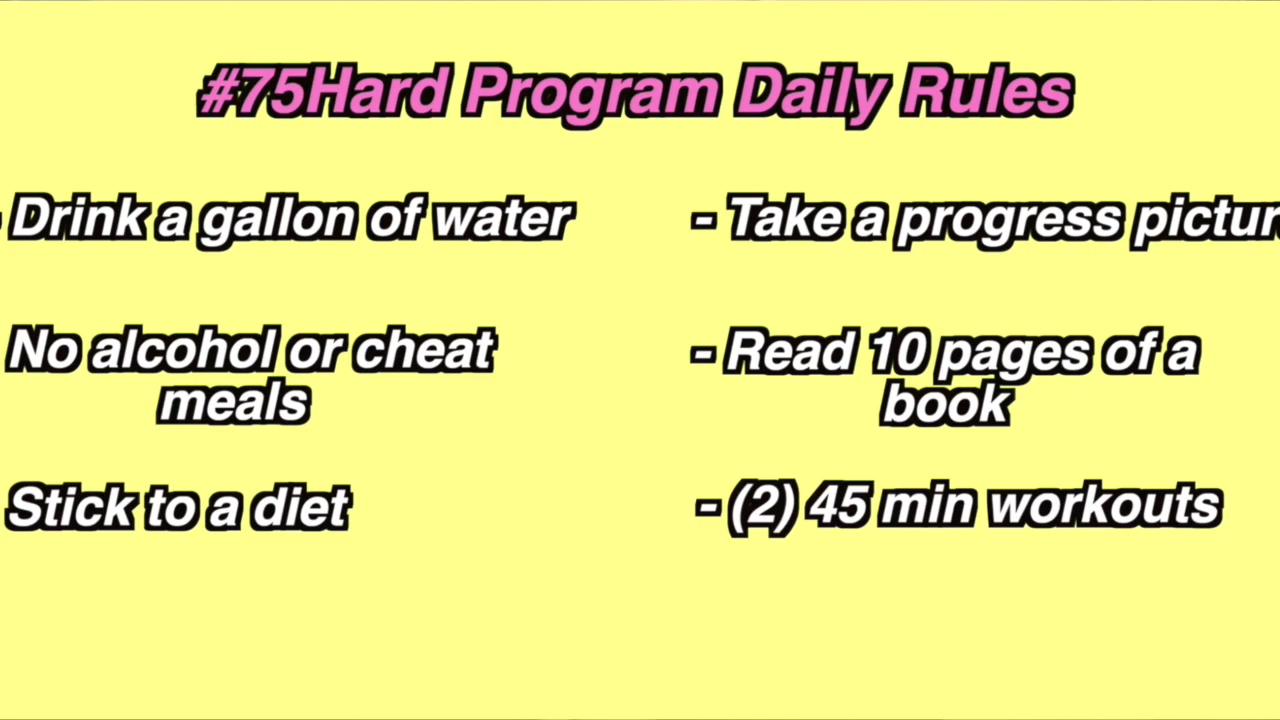 #75Hard Program Daily Rules
- Drink a gallon of water
No alcohol or cheat
meals
Stick to a diet
- Take a progress pictur
- Read 10 pages of a
book
- (2) 45 min workouts